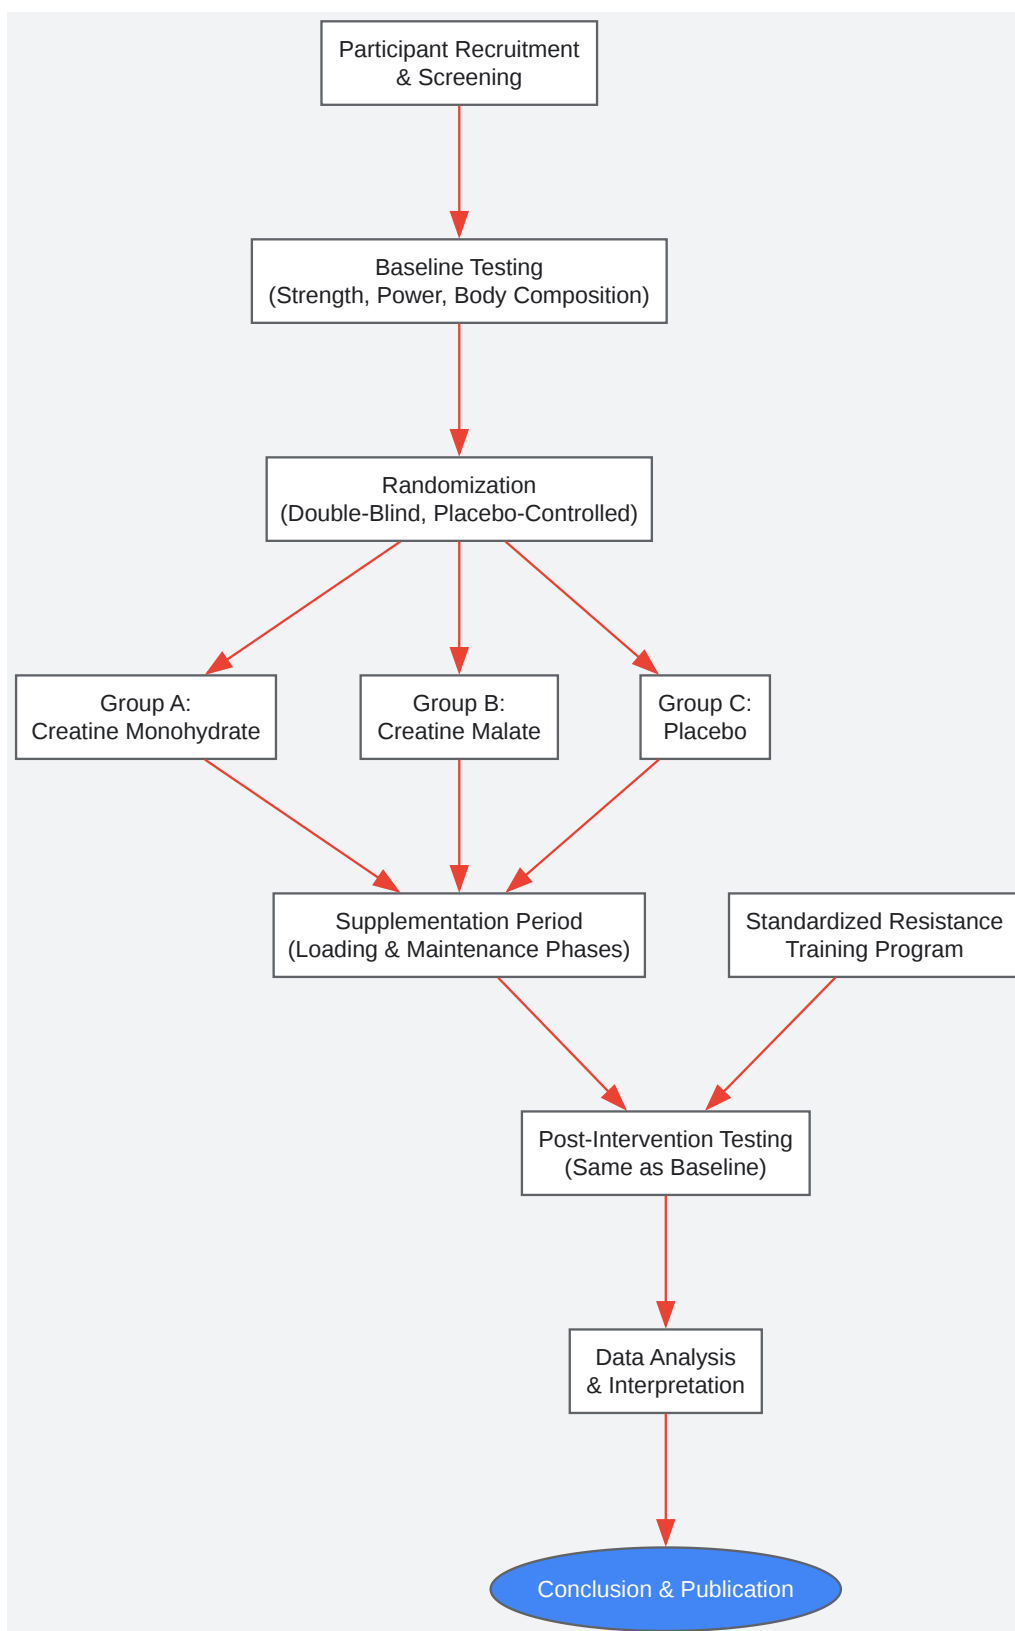 Participant Recruitment
& Screening
Baseline Testing
(Strength, Power, Body Composition)
Randomization
(Double-Blind, Placebo-Controlled)
Group A:
Creatine Monohydrate
Group B:
Creatine Malate
Group C:
Placebo
Supplementation Period
(Loading & Maintenance Phases)
Standardized Resistance
Training Program
Post-Intervention Testing
(Same as Baseline)
Data Analysis
& Interpretation
Conclusion & Publication